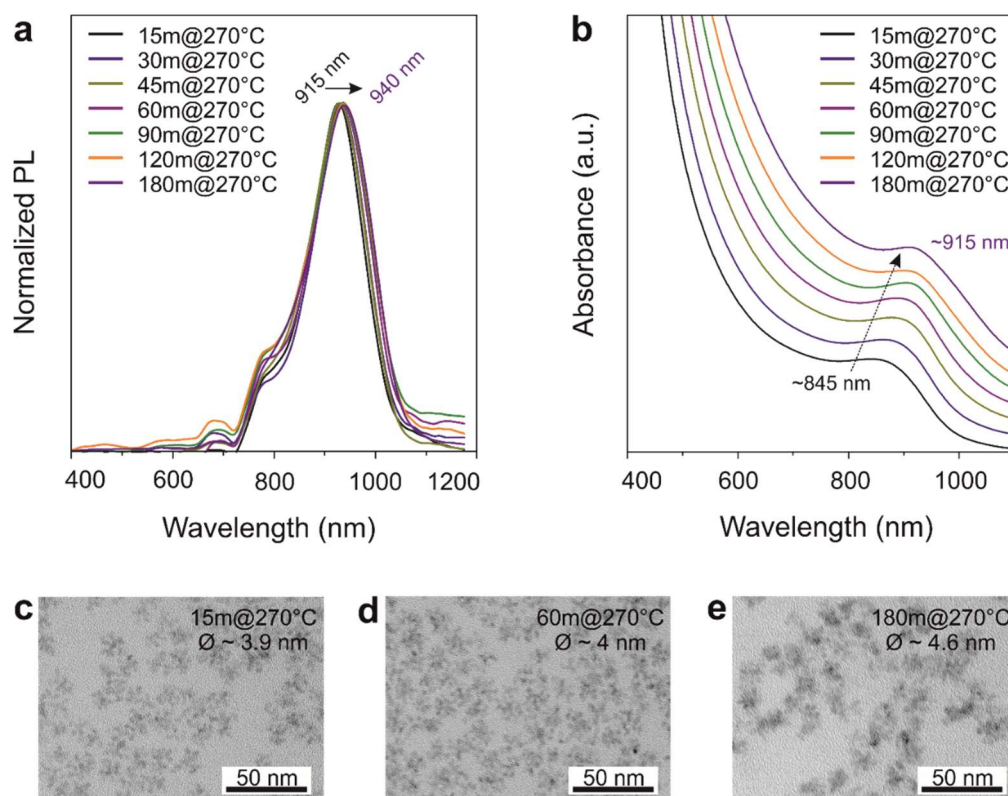 a
15m@270°C
30m@270°C
45m@270°C
60m@270°C
90m@270°C
120m@270°C
180m@270°C
915 nm
940 nm
Normalized PL
400
600
800
1000
1200
Wavelength (nm)
b
15m@270°C
30m@270°C
45m@270°C
60m@270°C
90m@270°C
120m@270°C
180m@270°C
~915 nm
~845 nm
Absorbance (a.u.)
400
600
800
1000
Wavelength (nm)
c
15m@270°C
Ø ~ 3.9 nm
50 nm
d
60m@270°C
Ø ~ 4 nm
50 nm
e
180m@270°C
Ø ~ 4.6 nm
50 nm